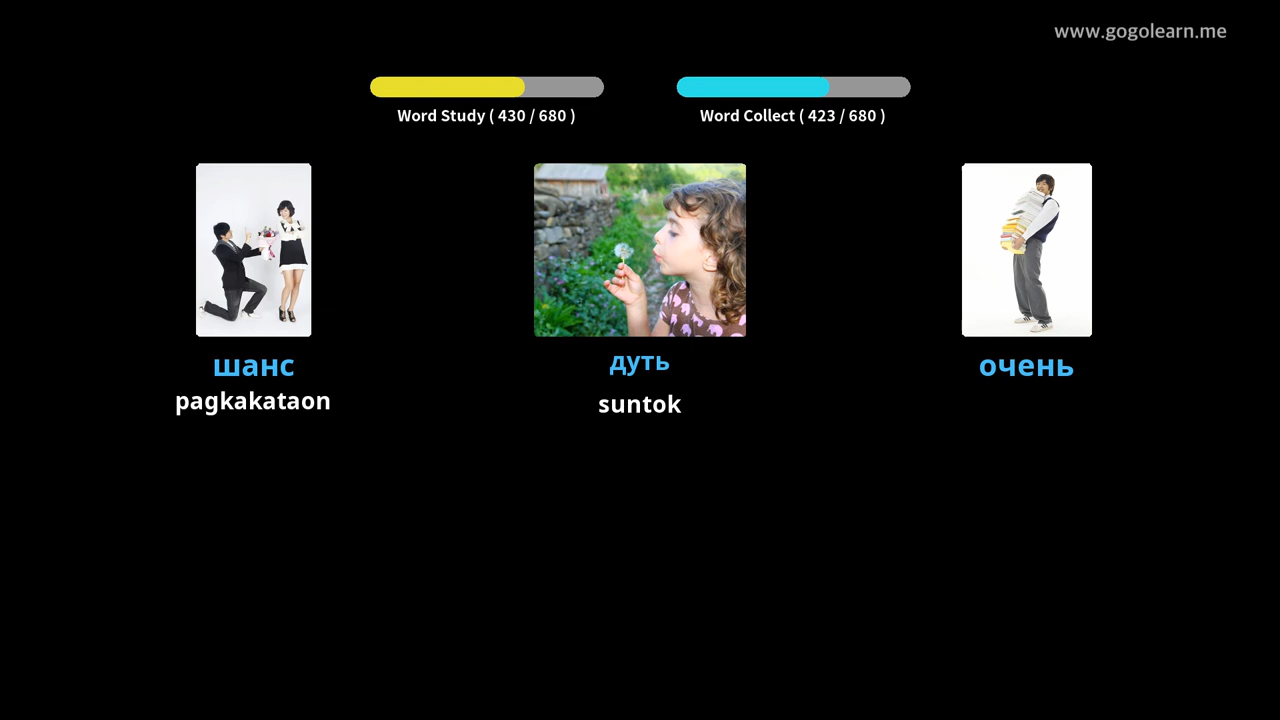 www.gogolearn.me
Word Study ( 430 / 680 )
Word Collect ( 423 / 680 )
шанс
pagkakataon
дуть
suntok
очень